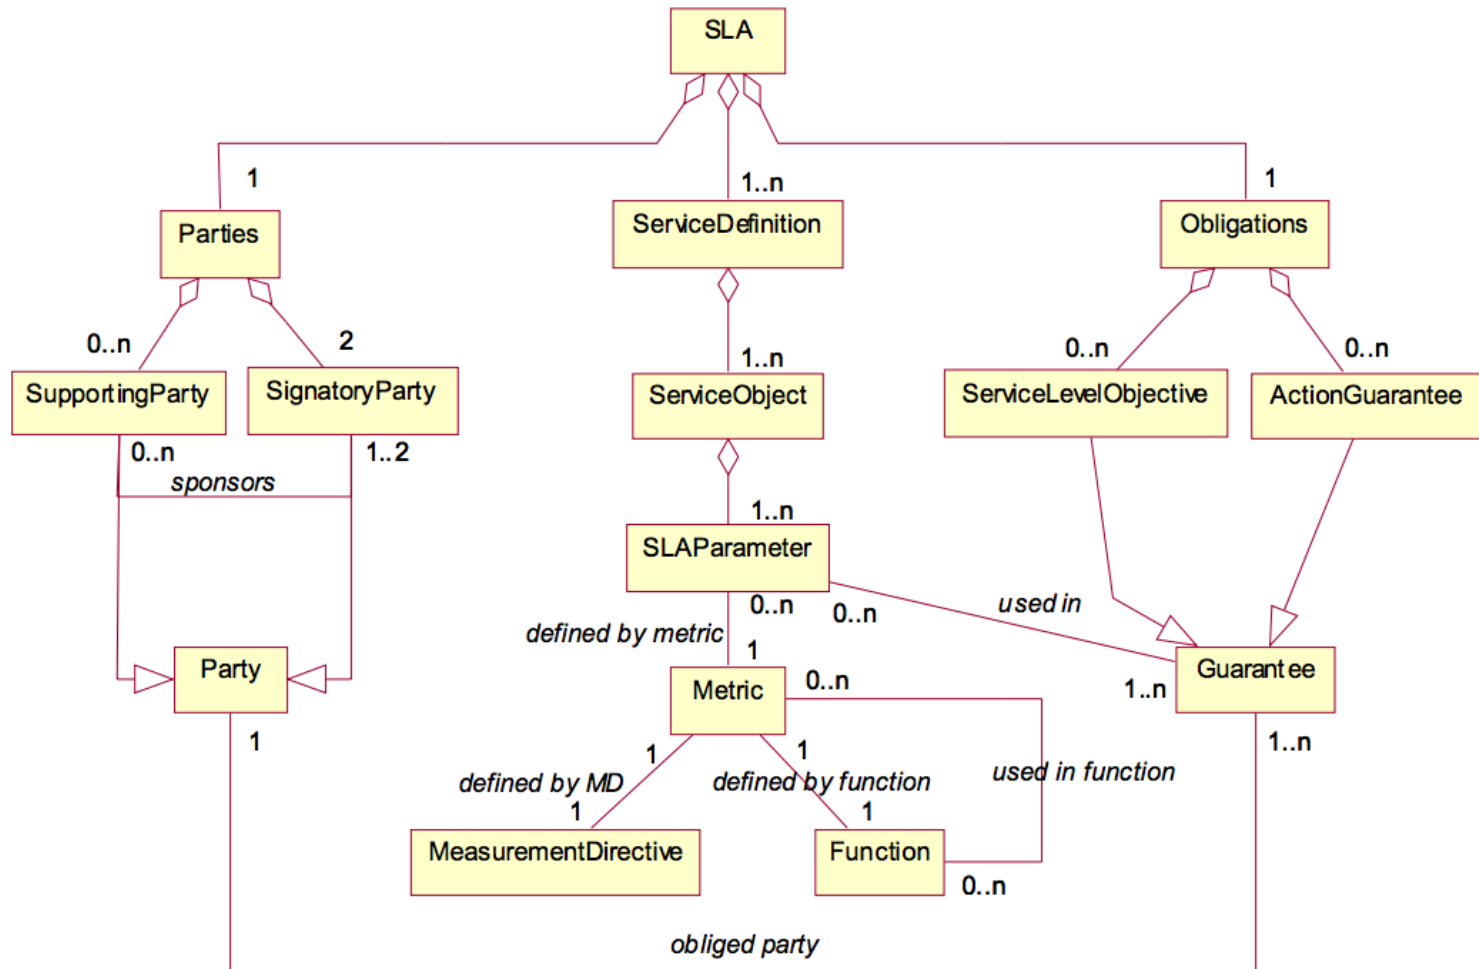 SLA
1
1..n
1
Parties
ServiceDefinition
Obligations
0..n
2
1..n
0..n
0..n
SupportingParty
SignatoryParty
ServiceObject
ServiceLevelObjective
ActionGuarantee
0..n
1..2
sponsors
1..n
SLAParameter
0..n
0..n
used in
defined by metric
1
Party
Metric
0..n
Guarantee
1..n
1
1
1
1..n
defined by MD
defined by function
used in function
1
1
MeasurementDirective
Function
0..n
obliged party